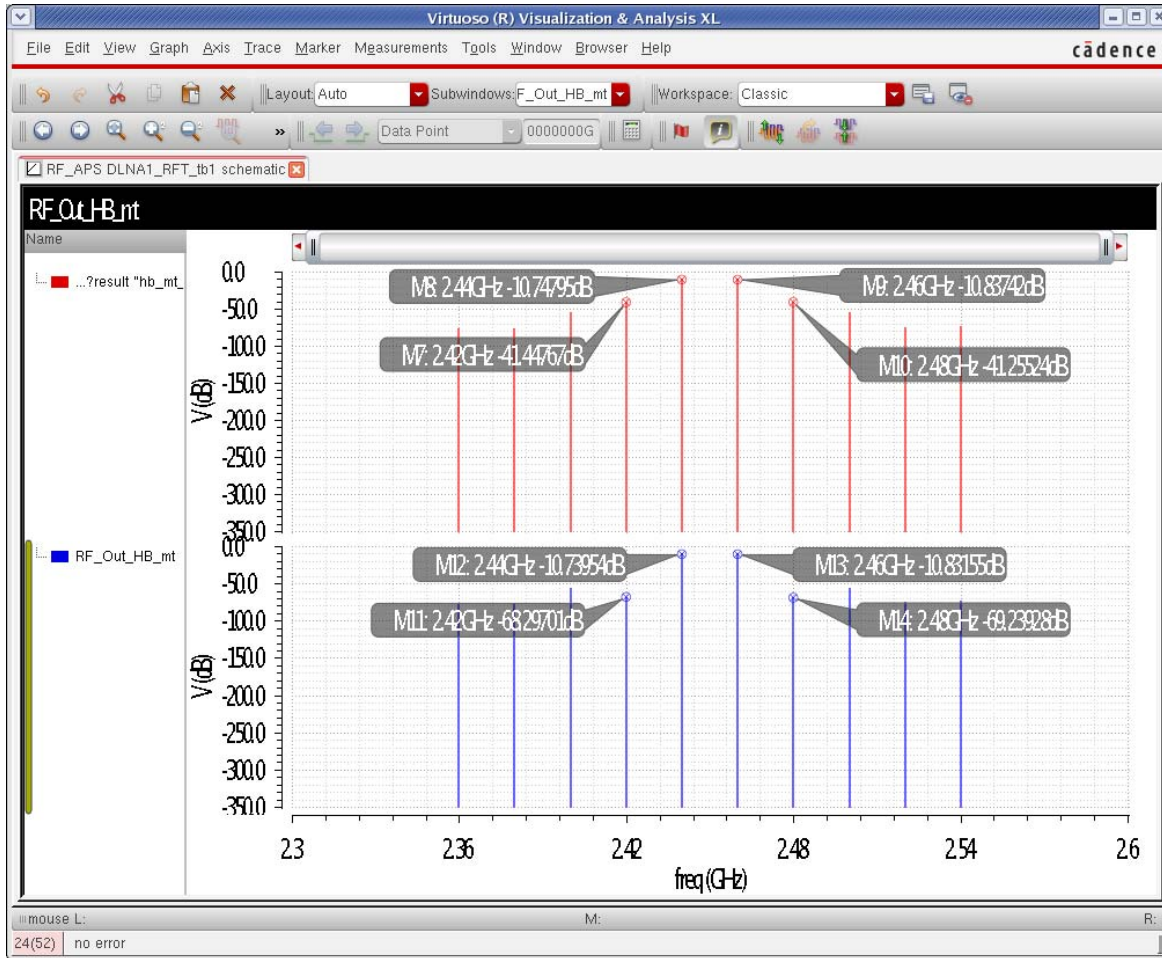 Virtuoso (R) Visualization & Analysis XL
File Edit View Graph Axis Trace Marker Measurements Tools Window Browser Help
cādence
Layout: Auto Subwindows: F_Out_HB_mt Workspace: Classic
» Data Point 0000000G
RF_APS DLNA1_RFT_tb1 schematic
RF_Out_HB_mt
Name
...?result "hb_mt_
0.0
-50.0
-100.0
-150.0
-200.0
-250.0
-300.0
-350.0
V (dB)
M8: 2.44GHz -10.74795dB
M9: 2.46GHz -10.83742dB
M7: 2.42GHz -41.44767dB
M10: 2.48GHz -41.25524dB
RF_Out_HB_mt
0.0
-50.0
-100.0
-150.0
-200.0
-250.0
-300.0
-350.0
V (dB)
M12: 2.44GHz -10.73954dB
M13: 2.46GHz -10.83155dB
M11: 2.42GHz -68.29701dB
M14: 2.48GHz -69.23928dB
2.3 2.36 2.42 2.48 2.54 2.6
freq (GHz)
mouse L: M: R:
24(52) no error